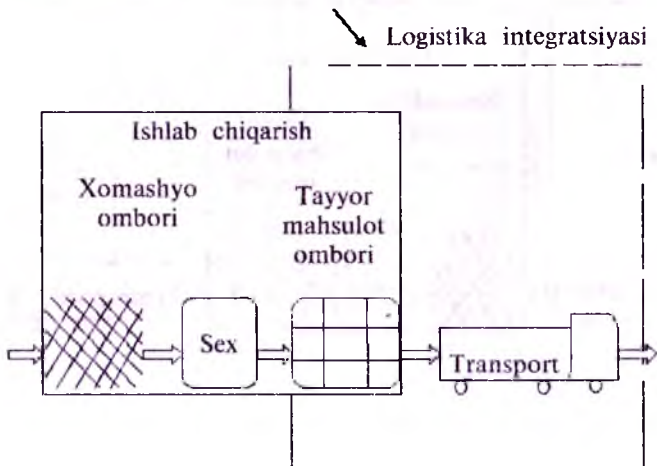 Logistika integratsiyasi
Ishlab chiqarish
Xomashyo
ombori
Tayyor
mahsulot
ombori
Sex
Transport